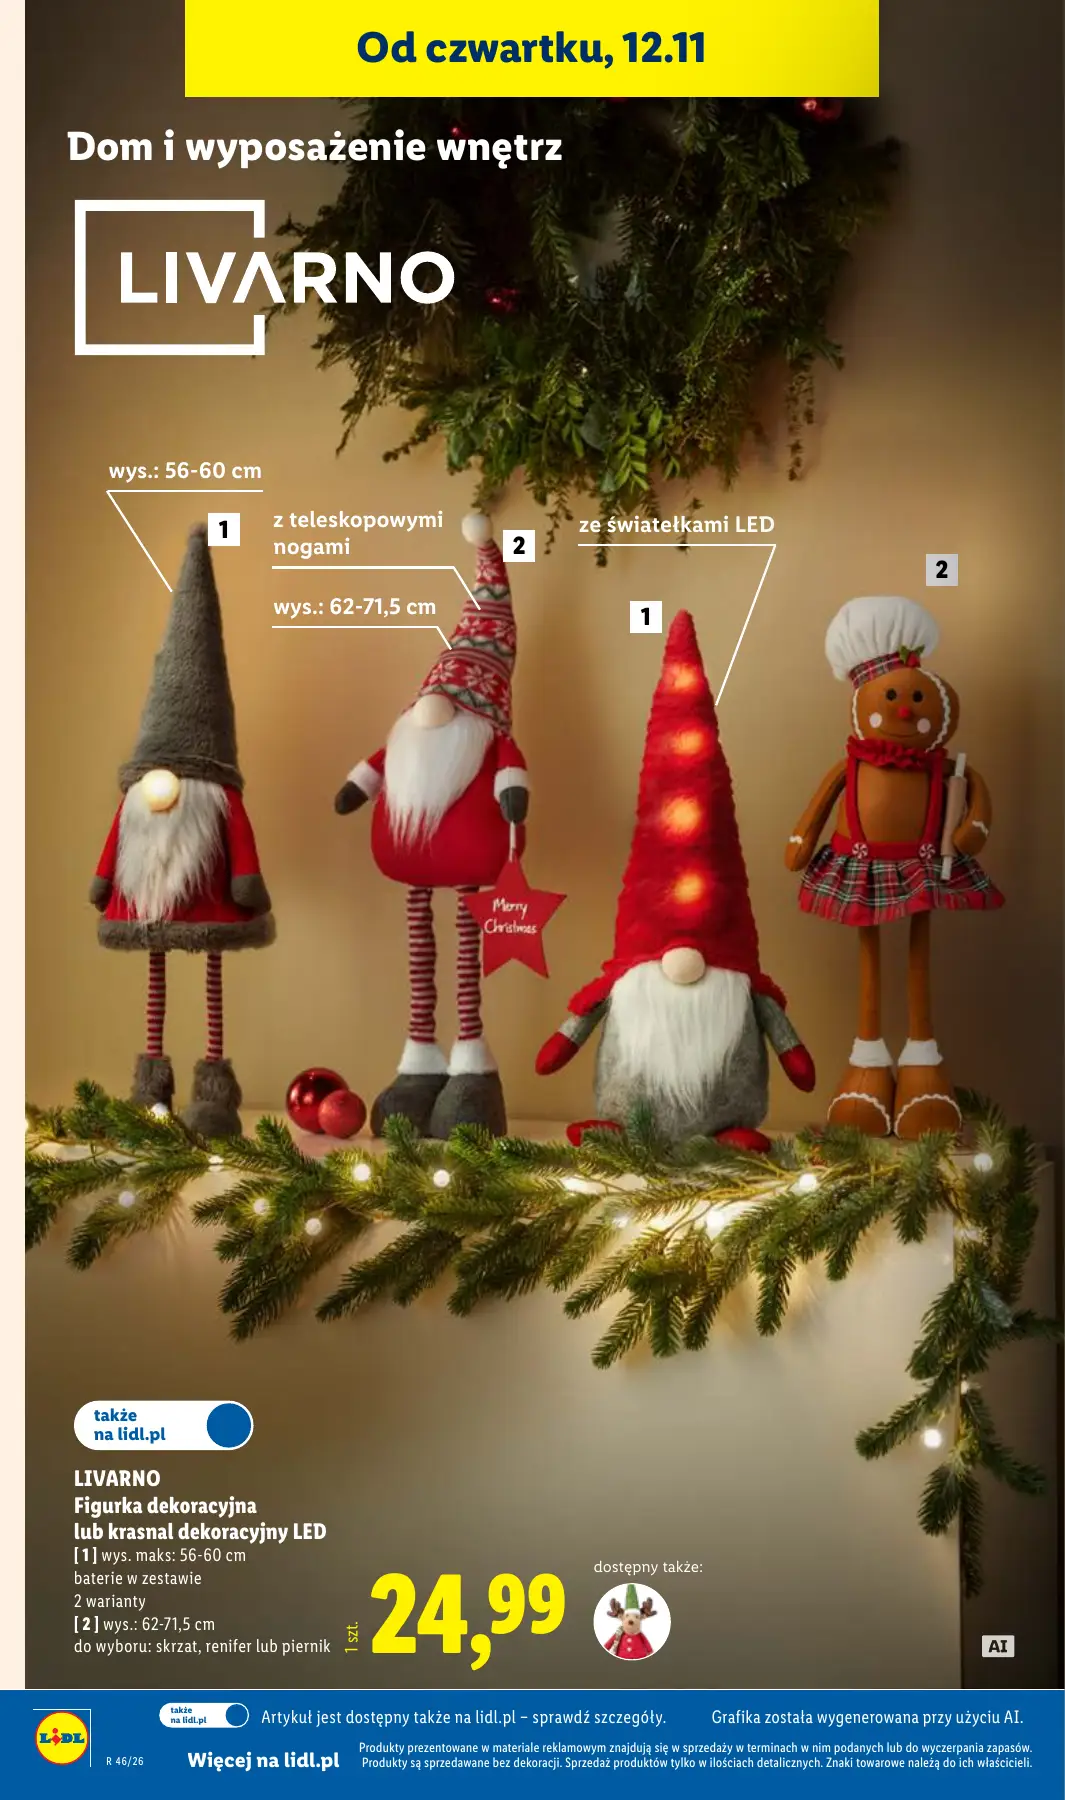 Od czwartku, 12.11
Dom i wyposażenie wnętrz
LIVARNO
wys.: 56-60 cm
1
z teleskopowymi
nogami
2
wys.: 62-71,5 cm
ze światełkami LED
1
2
Merry
Christmas
także
na lidl.pl
LIVARNO
Figurka dekoracyjna
lub krasnal dekoracyjny LED
[ 1 ] wys. maks: 56-60 cm
baterie w zestawie
2 warianty
[ 2 ] wys.: 62-71,5 cm
do wyboru: skrzat, renifer lub piernik
1 szt.
24,99
dostępny także:
AI
LIDL
R 46/26
także
na lidl.pl
Artykuł jest dostępny także na lidl.pl – sprawdź szczegóły.
Grafika została wygenerowana przy użyciu AI.
Więcej na lidl.pl
Produkty prezentowane w materiale reklamowym znajdują się w sprzedaży w terminach w nim podanych lub do wyczerpania zapasów.
Produkty są sprzedawane bez dekoracji. Sprzedaż produktów tylko w ilościach detalicznych. Znaki towarowe należą do ich właścicieli.